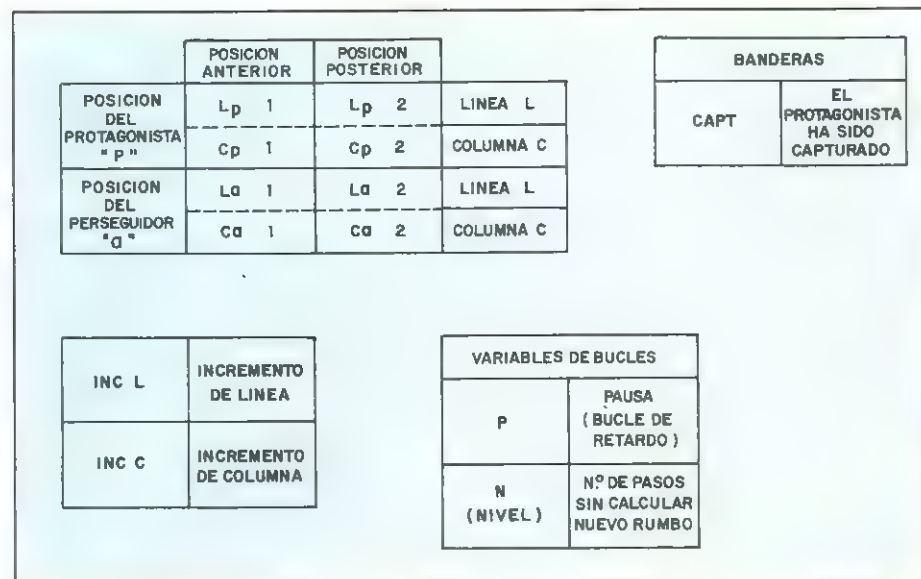 POSICION
ANTERIOR
POSICION
POSTERIOR
POSICION
DEL
PROTAGONISTA
"P"
Lp 1
Lp 2
LINEA L
Cp 1
Cp 2
COLUMNA C
POSICION
DEL
PERSEGUIDOR
"a"
La 1
La 2
LINEA L
Ca 1
Ca 2
COLUMNA C
BANDERAS
CAPT
EL
PROTAGONISTA
HA SIDO
CAPTURADO
INC L
INCREMENTO
DE LINEA
INC C
INCREMENTO
DE COLUMNA
VARIABLES DE BUCLES
P
PAUSA
(BUCLE DE
RETARDO)
N
(NIVEL)
Nº DE PASOS
SIN CALCULAR
NUEVO RUMBO